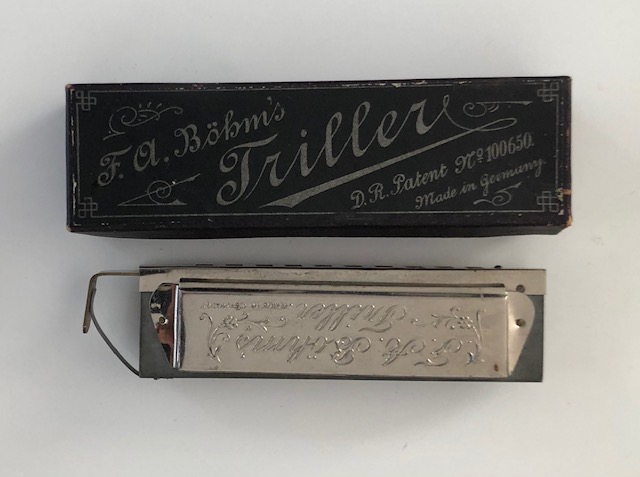 F. A. Böhm's
Triller
D. R. Patent No 100650.
Made in Germany
F. A. Böhm's
Triller